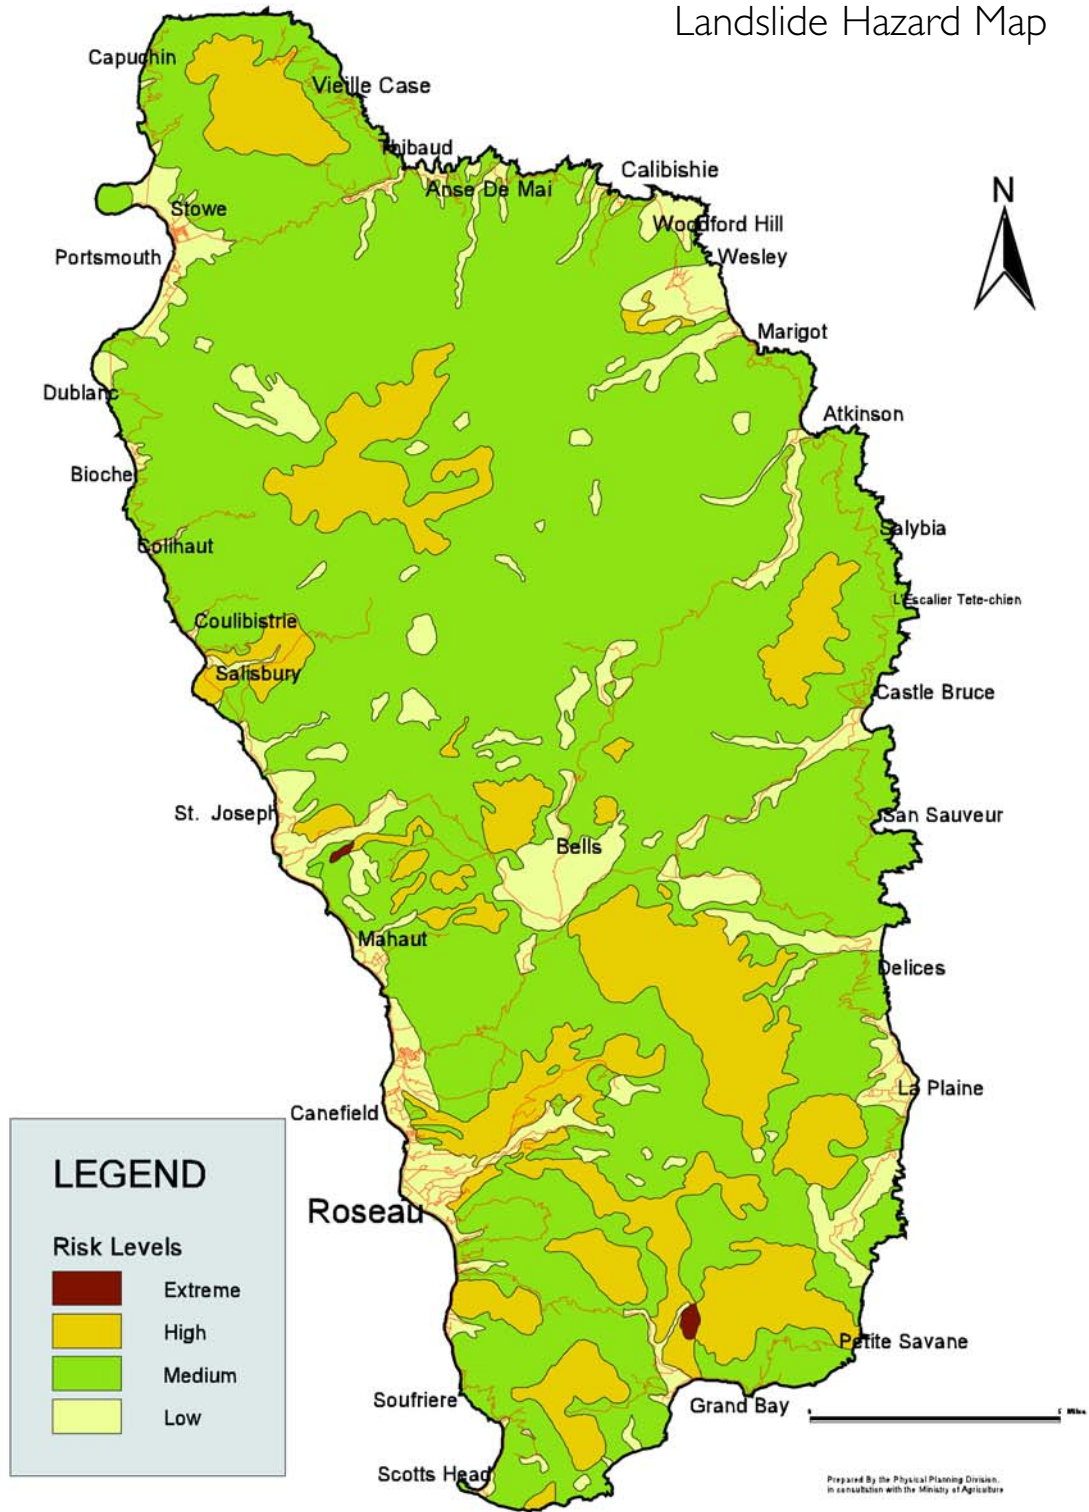 Landslide Hazard Map
Capuchin
Vieille Case
Thibaud
Calibishie
Anse De Mai
Stowe
Woodford Hill
Portsmouth
Wesley
N
Marigot
Dublanc
Atkinson
Bioche
Salybia
Colihaut
L'Escalier Tete-chien
Coulibistrie
Salisbury
Castle Bruce
St. Joseph
San Sauveur
Bells
Mahaut
Delices
La Plaine
Canefield
Roseau
LEGEND
Risk Levels
Extreme
High
Medium
Low
Petite Savane
Soufriere
Grand Bay
Miles
Scotts Head
Prepared By the Physical Planning Division,
in consultation with the Ministry of Agriculture